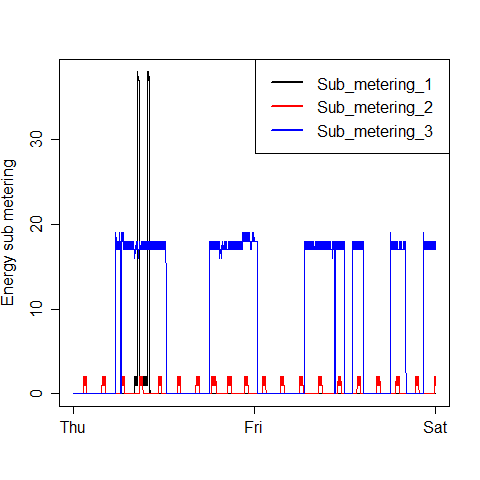 Sub_metering_1
Sub_metering_2
Sub_metering_3
Energy sub metering
30
20
10
0
Thu Fri Sat